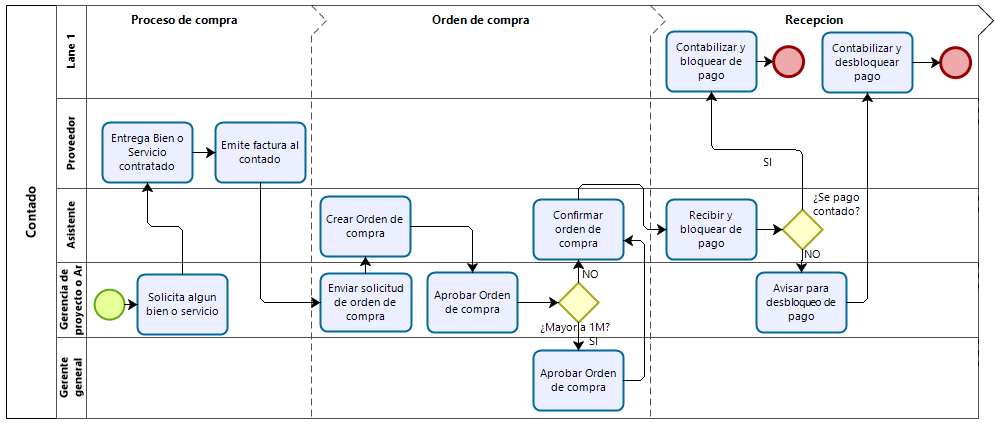 Proceso de compra
Orden de compra
Recepcion
Contado
Lane 1
Contabilizar y
bloquear de
pago
Contabilizar y
desbloquear
pago
Proveedor
Entrega Bien o
Servicio
contratado
Emite factura al
contado
SI
Asistente
Crear Orden de
compra
Confirmar
orden de
compra
Recibir y
bloquear de
pago
¿Se pago
contado?
NO
NO
Gerencia de
proyecto o Ar
Solicita algun
bien o servicio
Enviar solicitud
de orden de
compra
Aprobar Orden
de compra
¿Mayor a 1M?
Avisar para
desbloqueo de
pago
SI
Gerente
general
Aprobar Orden
de compra